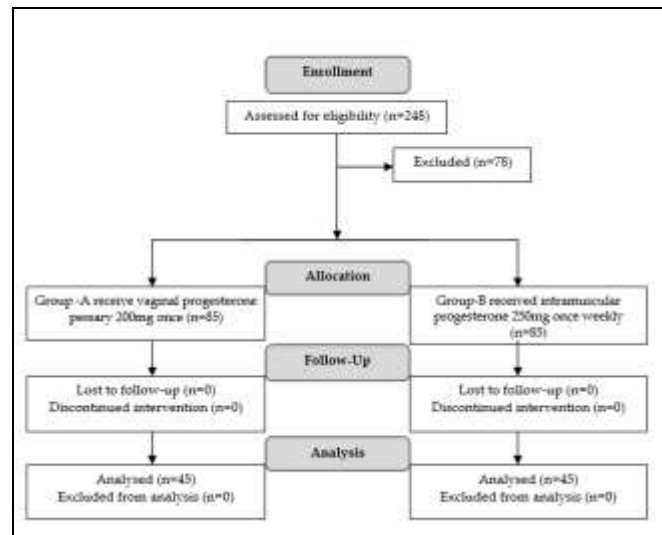 Enrollment
Assessed for eligibility (n=248)
Excluded (n=78)
Allocation
Group -A receive vaginal progesterone
pessary 200mg once (n=85)
Group-B received intramuscular
progesterone 250mg once weekly
(n=85)
Follow-Up
Lost to follow-up (n=0)
Discontinued intervention (n=0)
Lost to follow-up (n=0)
Discontinued intervention (n=0)
Analysis
Analysed (n=45)
Excluded from analysis (n=0)
Analysed (n=45)
Excluded from analysis (n=0)